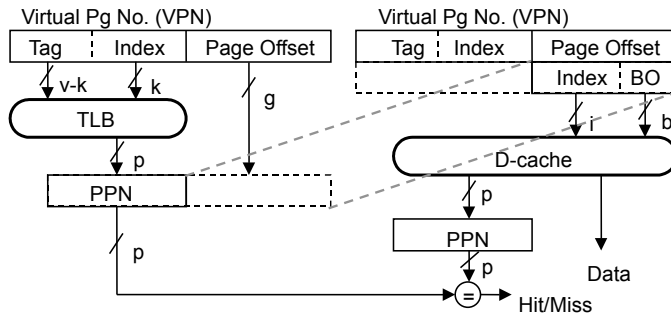 Virtual Pg No. (VPN)
Tag Index Page Offset
v-k k g
TLB
p
PPN
p
Virtual Pg No. (VPN)
Tag Index Page Offset
Index BO
i b
D-cache
p
PPN
p
Data
=
Hit/Miss